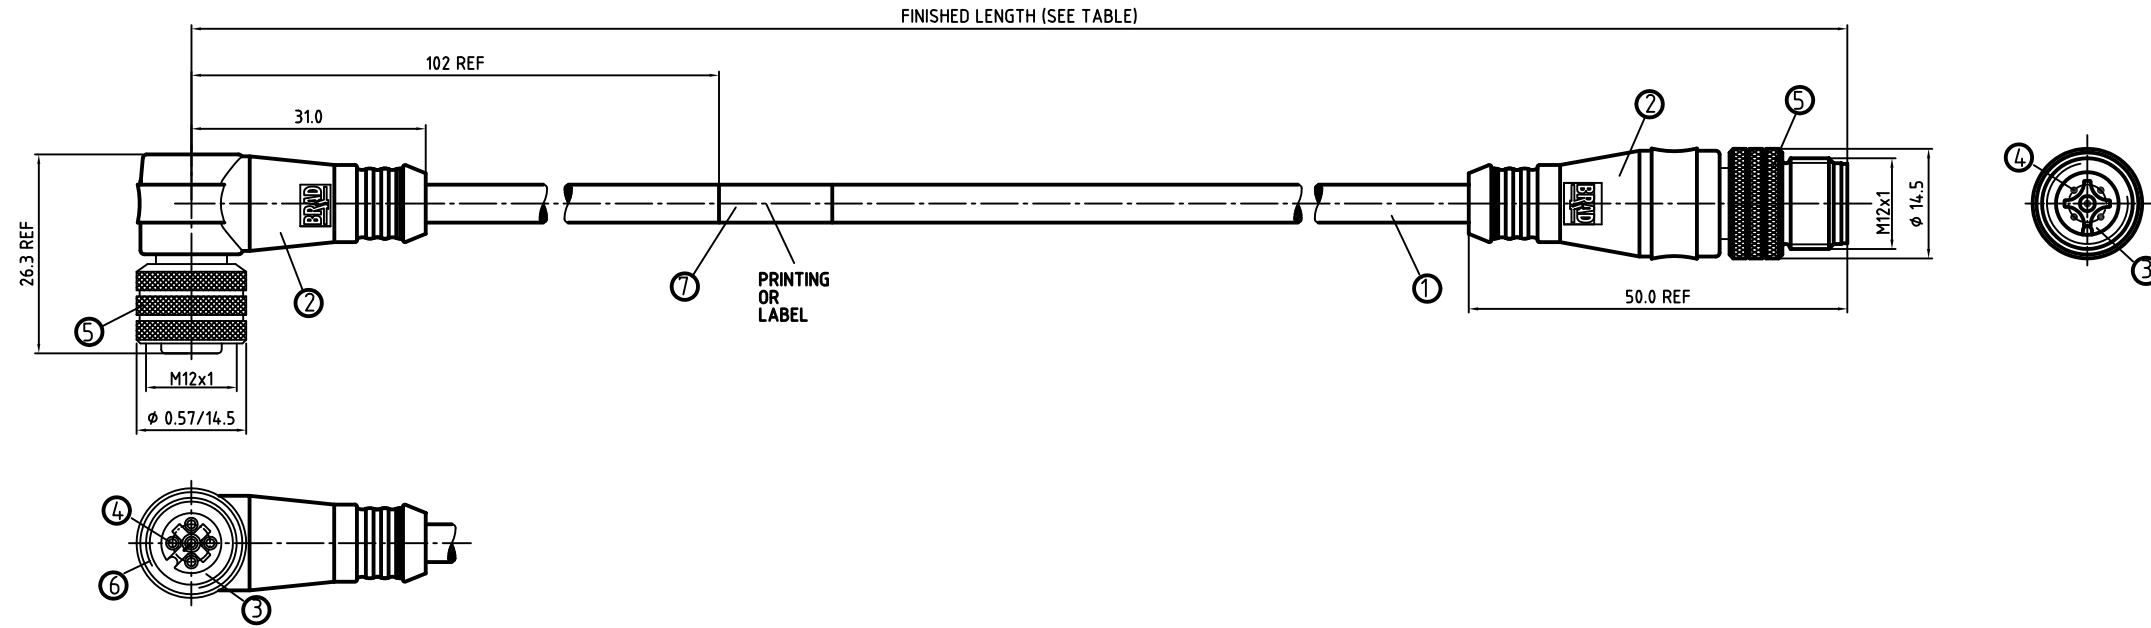 FINISHED LENGTH (SEE TABLE)
102 REF
31.0
26.3 REF
BRAD
2
5
M12x1
ϕ 0.57/14.5
7
PRINTING
OR
LABEL
1
2
5
BRAD
M12x1
ϕ 14.5
50.0 REF
4
3
4
6
3